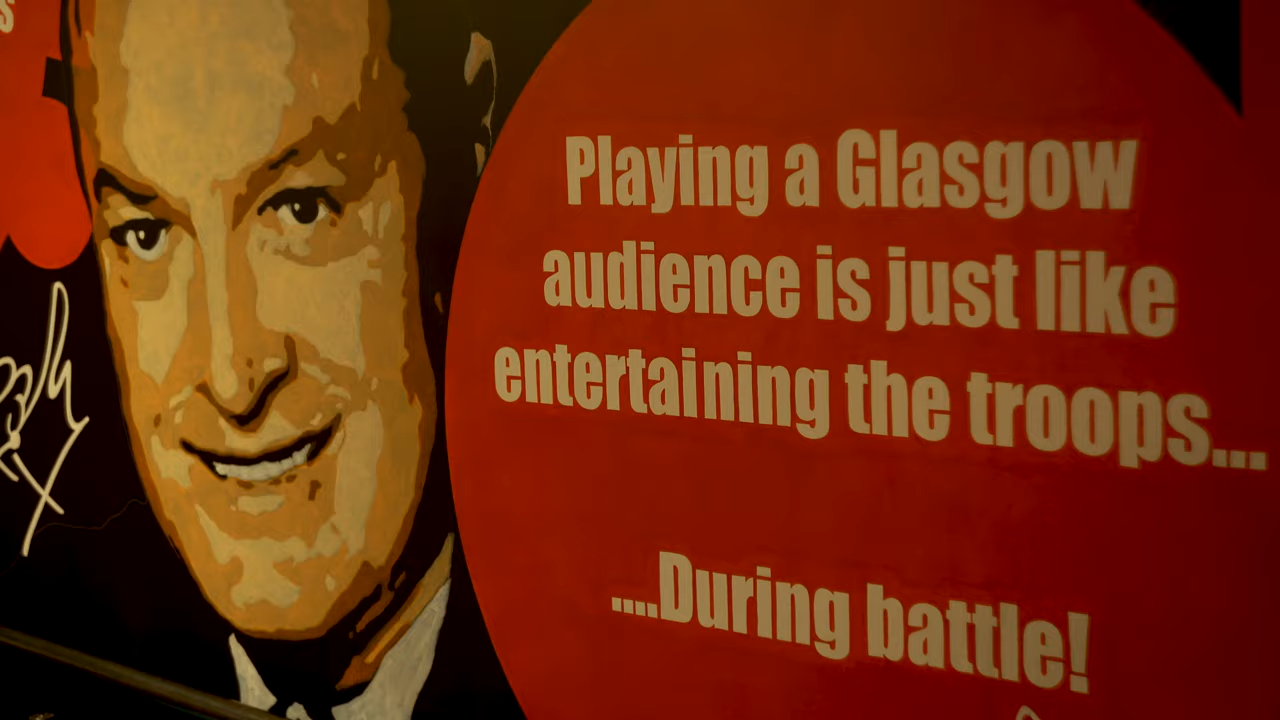 Playing a Glasgow
audience is just like
entertaining the troops...
....During battle!